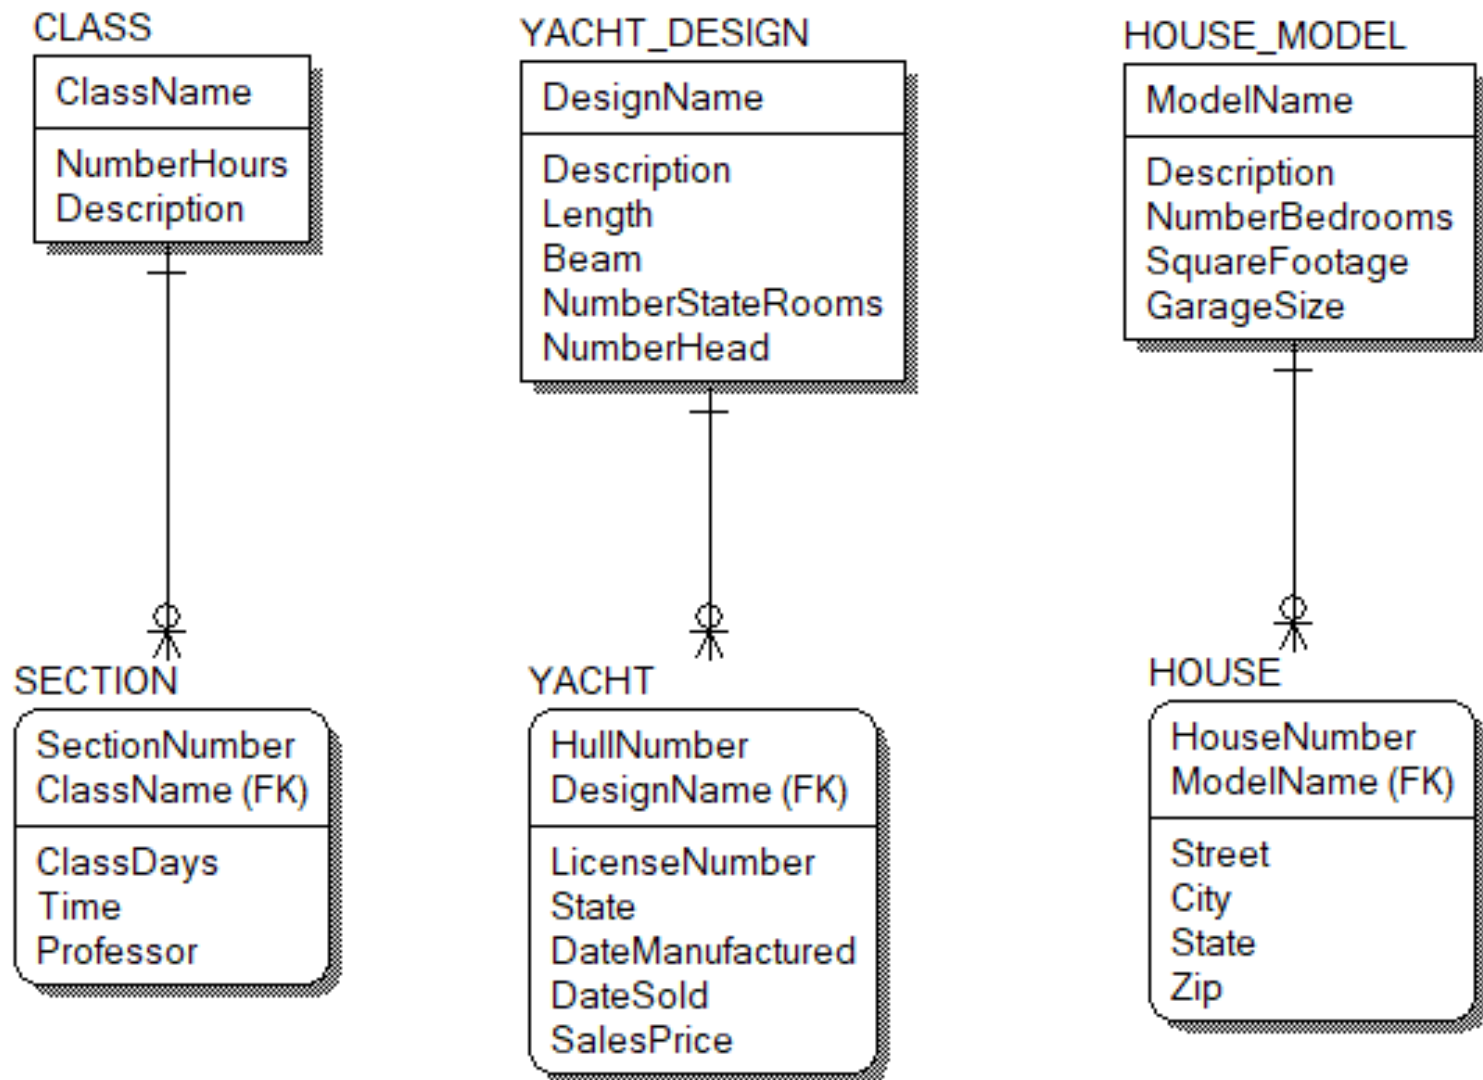 CLASS
ClassName
NumberHours
Description
SECTION
SectionNumber
ClassName (FK)
ClassDays
Time
Professor
YACHT_DESIGN
DesignName
Description
Length
Beam
NumberStateRooms
NumberHead
YACHT
HullNumber
DesignName (FK)
LicenseNumber
State
DateManufactured
DateSold
SalesPrice
HOUSE_MODEL
ModelName
Description
NumberBedrooms
SquareFootage
GarageSize
HOUSE
HouseNumber
ModelName (FK)
Street
City
State
Zip